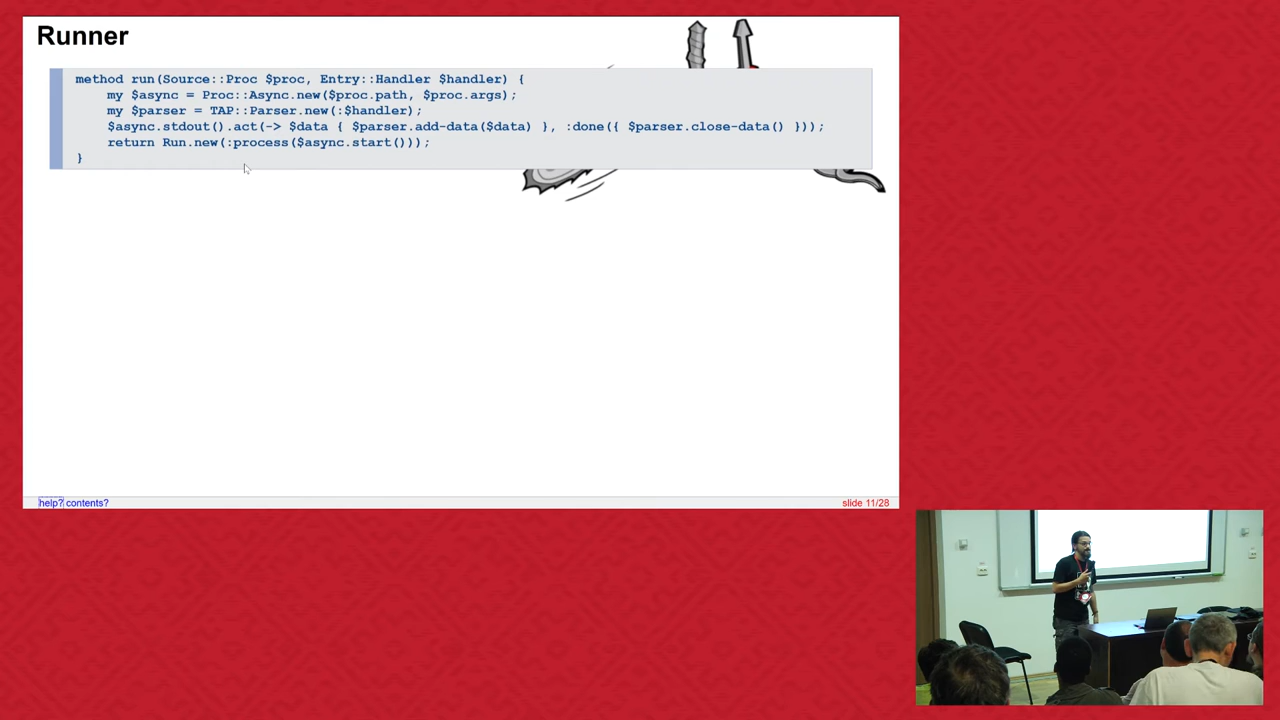 Runner
method run(Source::Proc $proc, Entry::Handler $handler) {
    my $async = Proc::Async.new($proc.path, $proc.args);
    my $parser = TAP::Parser.new(:$handler);
    $async.stdout().act(-> $data { $parser.add-data($data) }, :done({ $parser.close-data() }));
    return Run.new(:process($async.start()));
}
help? contents?
slide 11/28